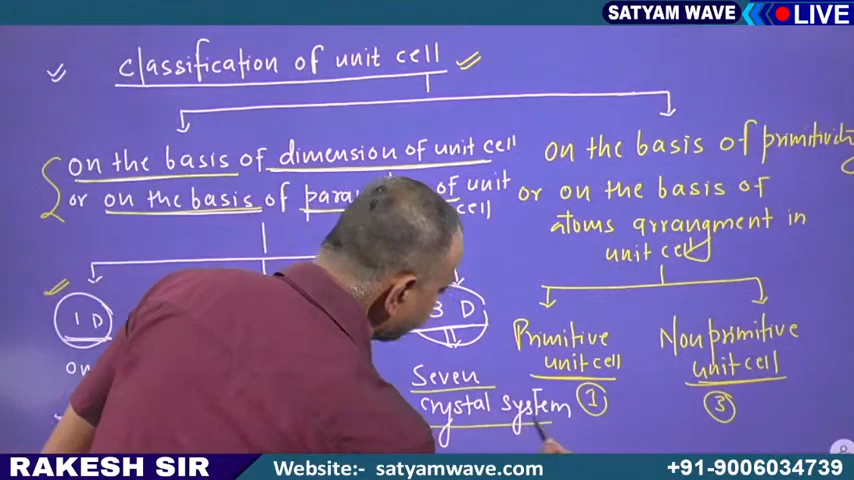 SATYAM WAVE LIVE
classification of unit cell
on the basis of dimension of unit cell
or on the basis of of unit
cell
on the basis of
or on the basis of
atoms arrangment in
unit cell
1 D
3 D
Primitive
unit cell
1
Nonprimitive
unit cell
3
Seven
crystal system
RAKESH SIR
Website:- satyamwave.com
+91-9006034739